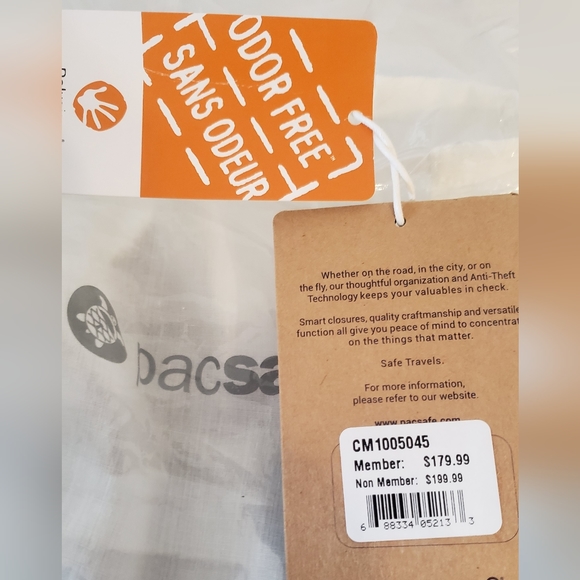 ODOR FREE™
SANS ODEUR
pacsa
Whether on the road, in the city, or on
the fly, our thoughtful organization and Anti-Theft
Technology keeps your valuables in check.
Smart closures, quality craftmanship and versatile
function all give you peace of mind to concentrat
on the things that matter.
Safe Travels.
For more information,
please refer to our website.
www.pacsafe.com
CM1005045
Member: $179.99
Non Member: $199.99
6 88334 05213 3